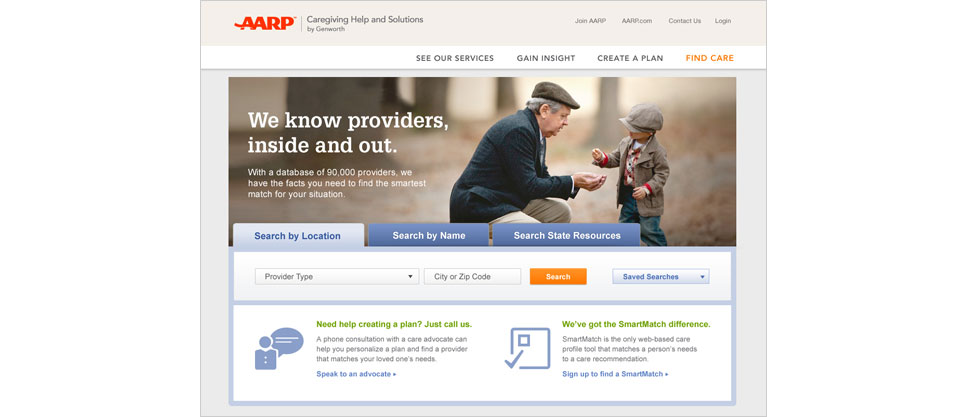 AARP Caregiving Help and Solutions
by Genworth
Join AARP AARP.com Contact Us Login
SEE OUR SERVICES GAIN INSIGHT CREATE A PLAN FIND CARE
We know providers,
inside and out.
With a database of 90,000 providers, we
have the facts you need to find the smartest
match for your situation.
Search by Location Search by Name Search State Resources
Provider Type City or Zip Code Search Saved Searches
Need help creating a plan? Just call us.
A phone consultation with a care advocate can
help you personalize a plan and find a provider
that matches your loved one's needs.
Speak to an advocate
We've got the SmartMatch difference.
SmartMatch is the only web-based care
profile tool that matches a person's needs
to a care recommendation.
Sign up to find a SmartMatch